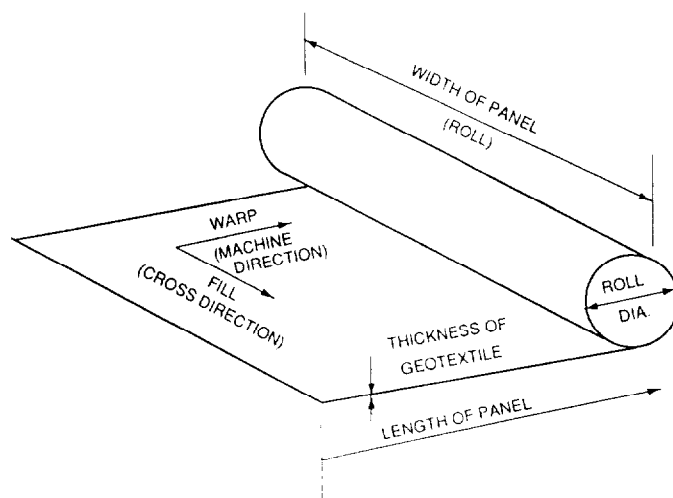 WIDTH OF PANEL
(ROLL)
WARP
(MACHINE
DIRECTION)
FILL
(CROSS DIRECTION)
ROLL
DIA.
THICKNESS OF
GEOTEXTILE
LENGTH OF PANEL